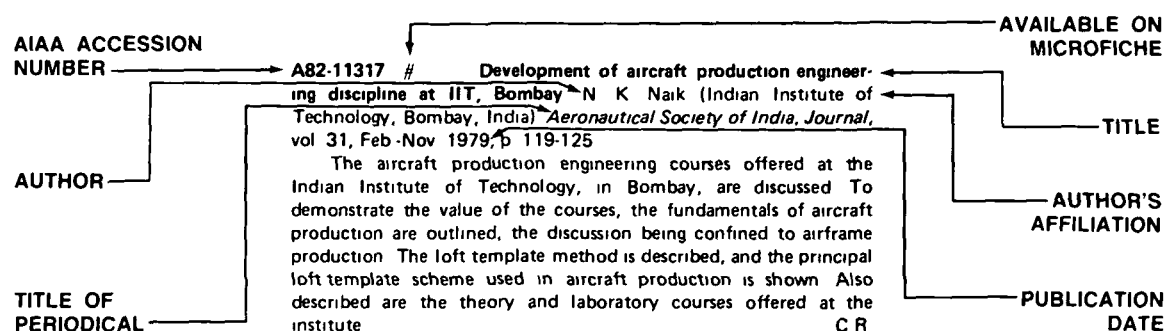 AIAA ACCESSION
NUMBER
AVAILABLE ON
MICROFICHE
A82-11317 # Development of aircraft production engineer-
ing discipline at IIT, Bombay N K Naik (Indian Institute of
Technology, Bombay, India) Aeronautical Society of India, Journal,
vol 31, Feb-Nov 1979, p 119-125
The aircraft production engineering courses offered at the
Indian Institute of Technology, in Bombay, are discussed To
demonstrate the value of the courses, the fundamentals of aircraft
production are outlined, the discussion being confined to airframe
production The loft template method is described, and the principal
loft template scheme used in aircraft production is shown Also
described are the theory and laboratory courses offered at the
institute C R
TITLE
AUTHOR
AUTHOR'S
AFFILIATION
TITLE OF
PERIODICAL
PUBLICATION
DATE